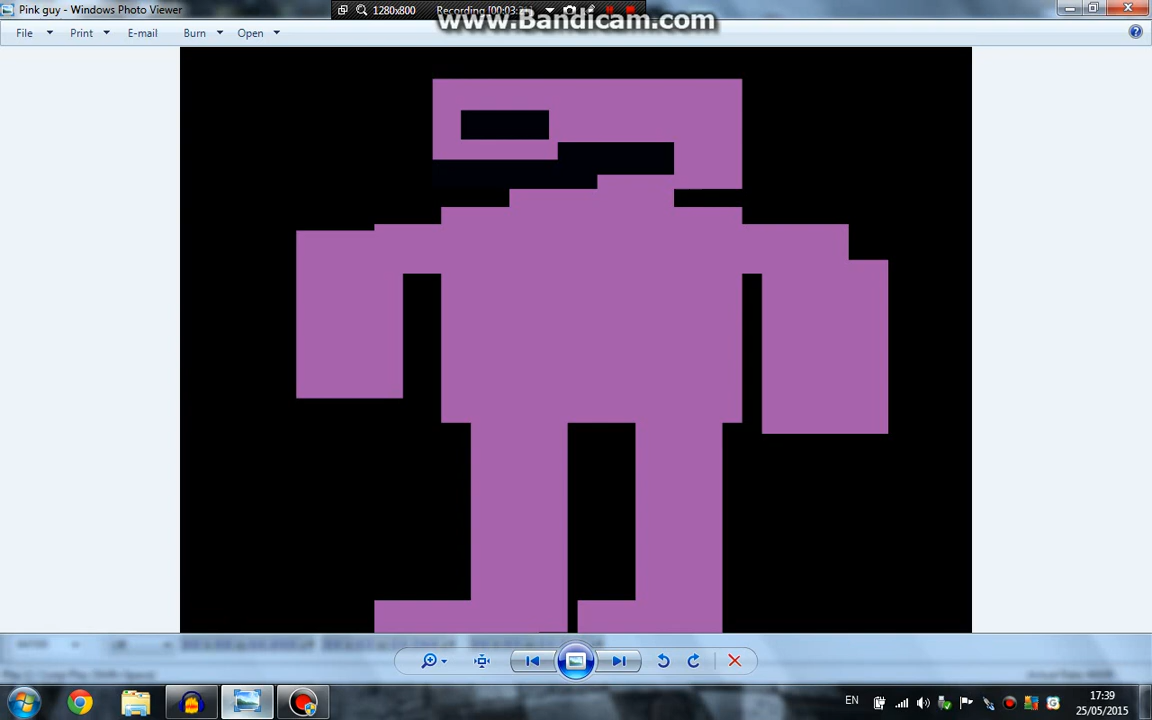 Pink guy - Windows Photo Viewer
1280x800
www.Bandicam.com
File Print E-mail Burn Open
EN
17:39
25/05/2015